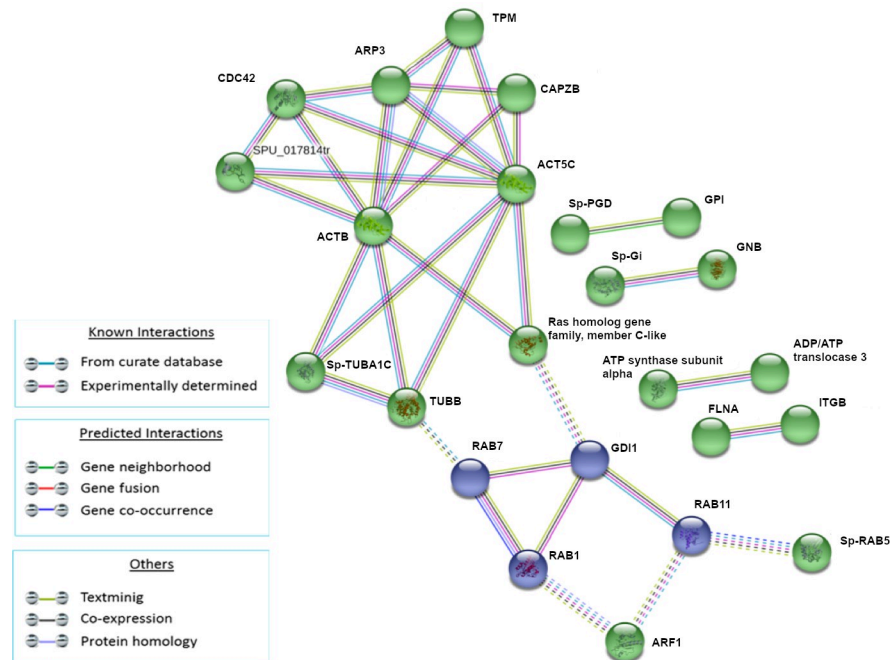 TPM
ARP3
CDC42
CAPZB
SPU_017814tr
ACT5C
Sp-PGD
GPI
ACTB
Sp-Gi
GNB
Ras homolog gene
family, member C-like
Known Interactions
From curate database
Experimentally determined
Sp-TUBA1C
ATP synthase subunit
alpha
ADP/ATP
translocase 3
TUBB
FLNA
ITGB
Predicted Interactions
Gene neighborhood
Gene fusion
Gene co-occurrence
RAB7
GDI1
RAB11
Sp-RAB5
RAB1
Others
Textminig
Co-expression
Protein homology
ARF1